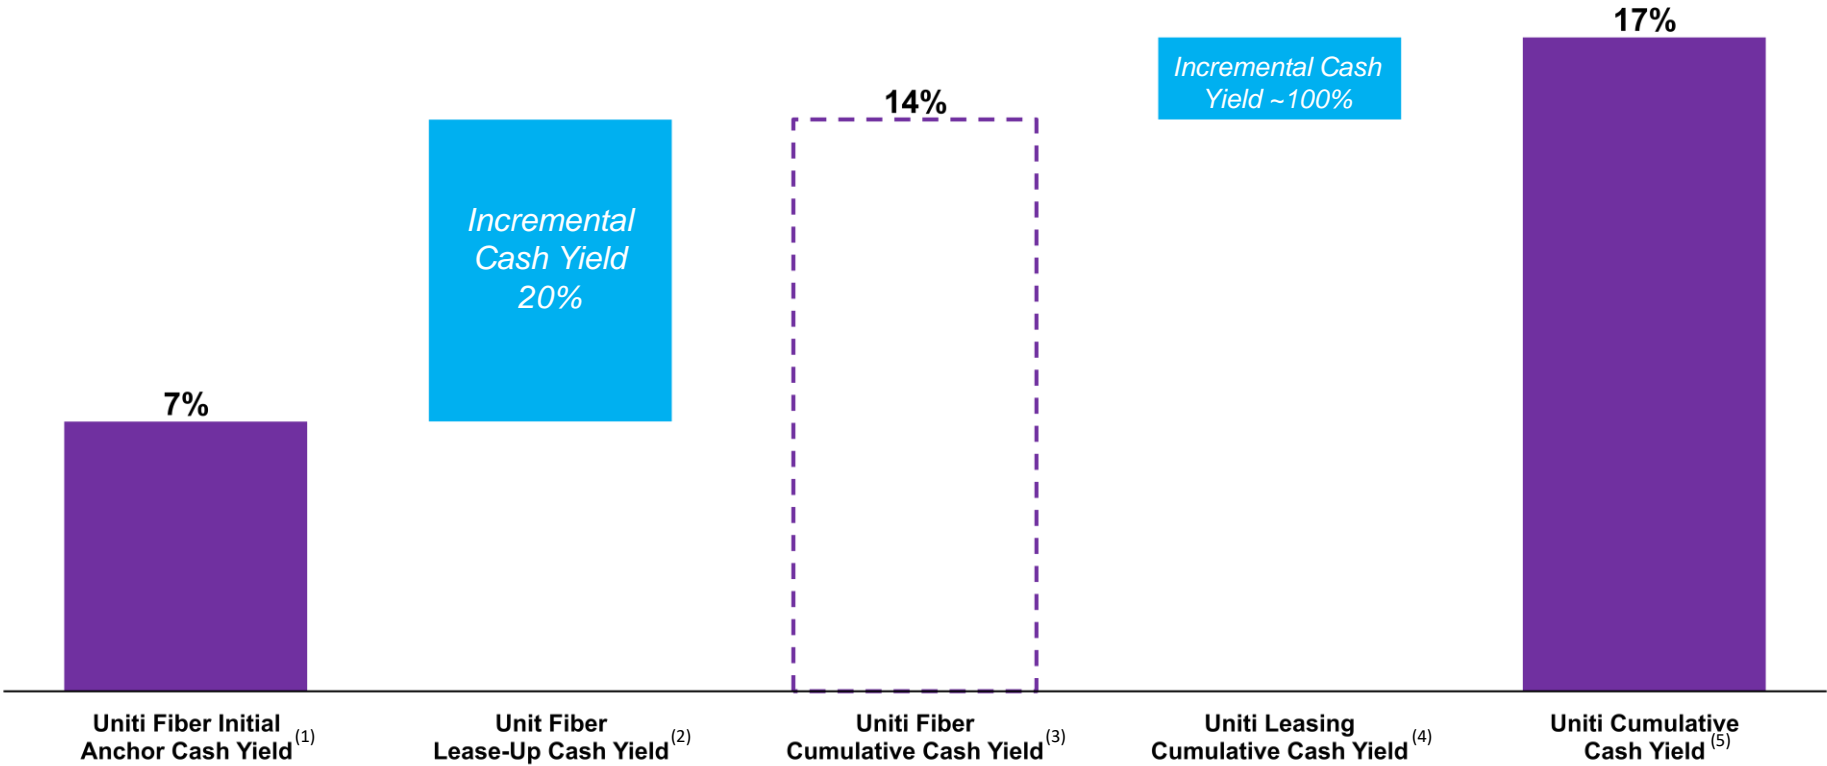 17%
Incremental Cash
Yield ~100%
14%
Incremental
Cash Yield
20%
7%
Uniti Fiber Initial
Anchor Cash Yield (1)
Unit Fiber
Lease-Up Cash Yield (2)
Uniti Fiber
Cumulative Cash Yield (3)
Uniti Leasing
Cumulative Cash Yield (4)
Uniti Cumulative
Cash Yield (5)